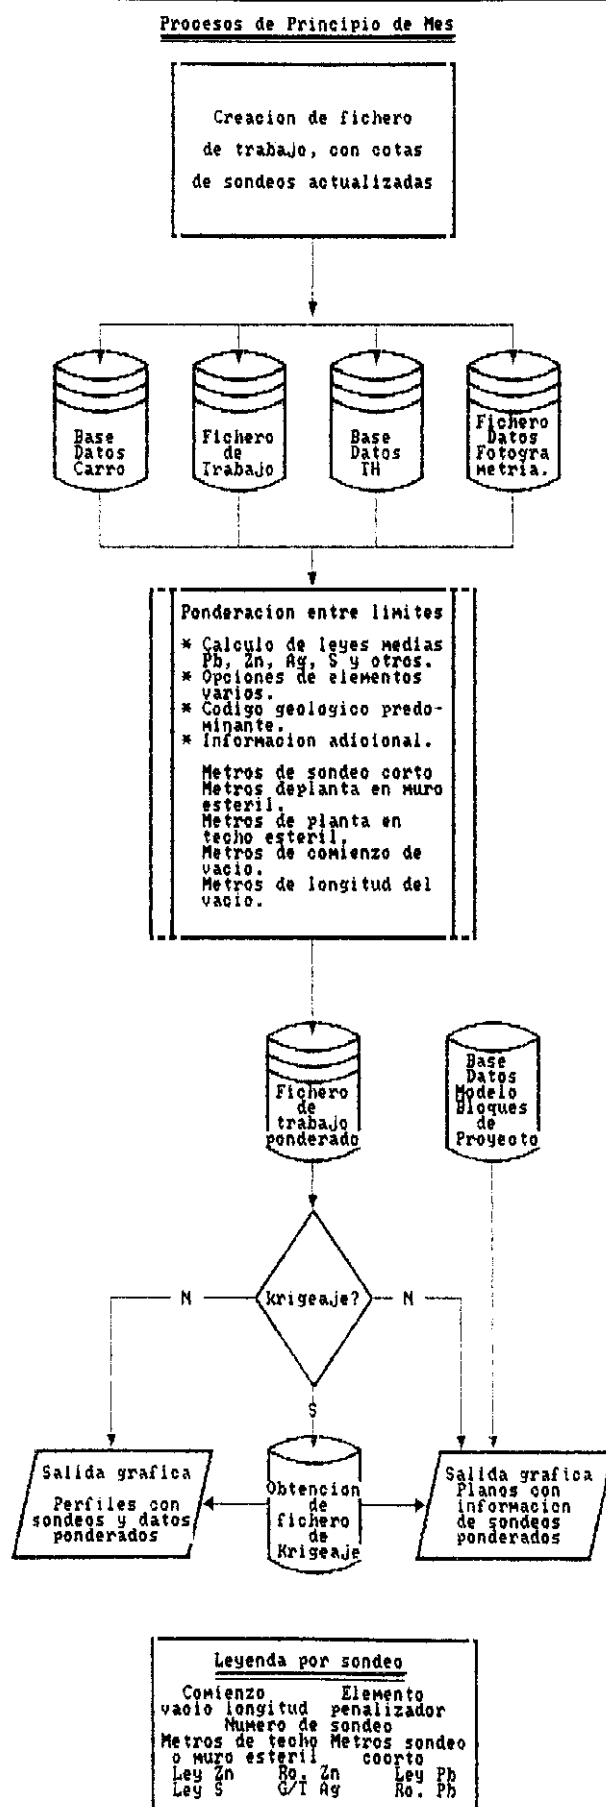 Procesos de Principio de Mes
Creacion de fichero
de trabajo, con cotas
de sondeos actualizadas
Base
Datos
Carro
Fichero
de
Trabajo
Base
Datos
TH
Fichero
Datos
Fotogra
metria.
Ponderacion entre limites
* Calculo de leyes medias
Pb, Zn, Ag, S y otros.
* Opciones de elementos
varios.
* Codigo geologico predo-
minante.
* Informacion adicional.
Metros de sondeo corto
Metros deplanta en muro
esteril.
Metros de planta en
techo esteril.
Metros de comienzo de
vacio.
Metros de longitud del
vacio.
Fichero
de
trabajo
ponderado
Base
Datos
Modelo
Bloques
de
Proyecto
N
krigeaje?
N
S
Salida grafica
Perfiles con
sondeos y datos
ponderados
Obtencion
de
fichero
de
Krigeaje
Salida grafica
Planos con
informacion
de sondeos
ponderados
Leyenda por sondeo
Comienzo Elemento
vacio longitud penalizador
Numero de sondeo
Metros de techo Metros sondeo
o muro esteril coorto
Ley Zn Ro. Zn Ley Pb
Ley S G/T Ag Ro. Pb